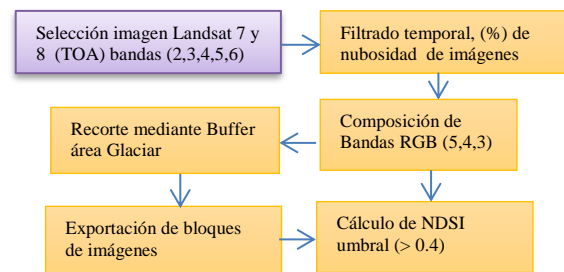 Selección imagen Landsat 7 y
8 (TOA) bandas (2,3,4,5,6)
Filtrado temporal, (%) de
nubosidad de imágenes
Composición de
Bandas RGB (5,4,3)
Recorte mediante Buffer
área Glaciar
Exportación de bloques
de imágenes
Cálculo de NDSI
umbral (> 0.4)